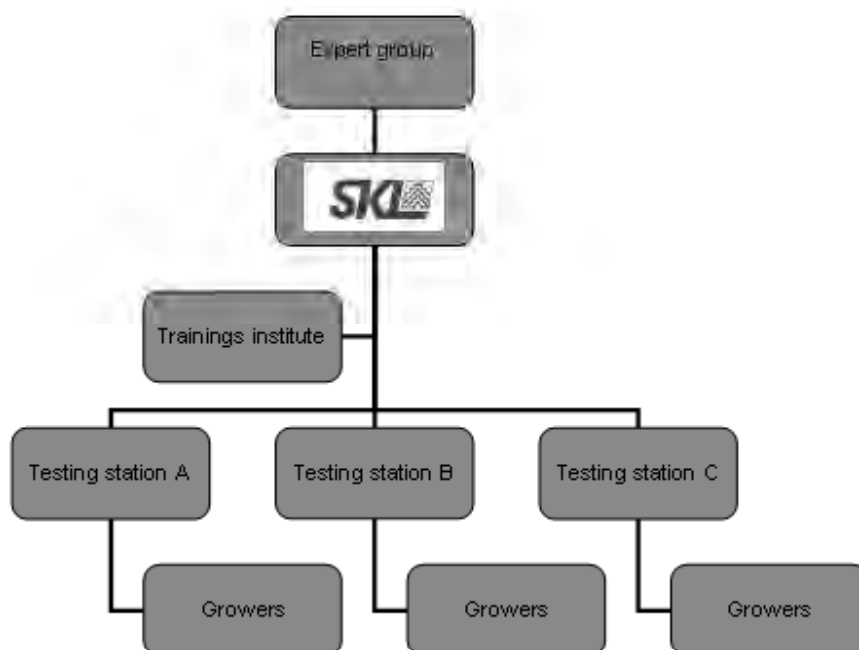 Expert group
SKL
Trainings institute
Testing station A
Testing station B
Testing station C
Growers
Growers
Growers